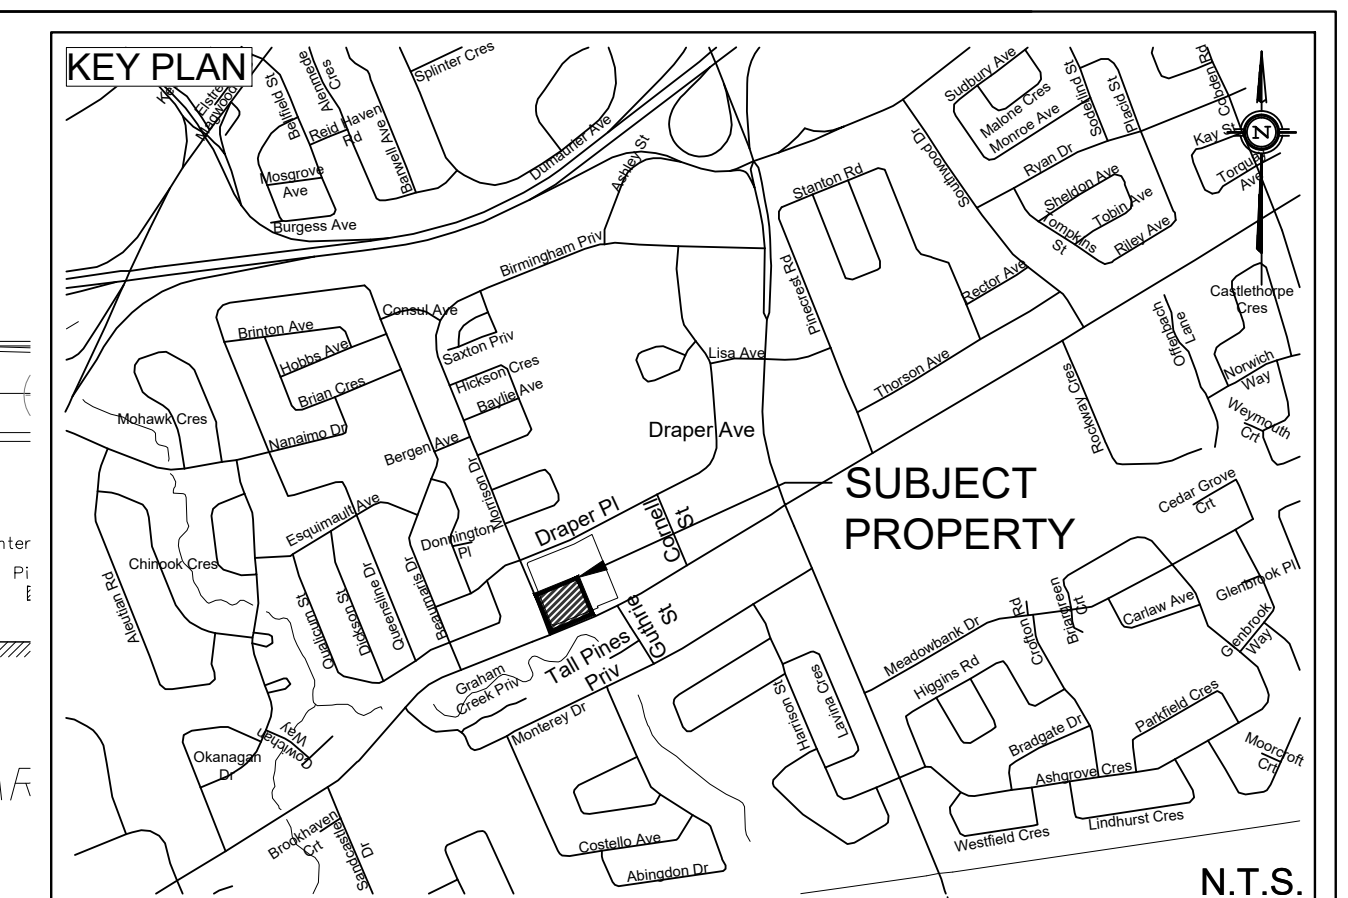 KEY PLAN
Bellfield St
Alenmede
Cres
Splinter Cres
Reid Haven
Rd
Barwell Ave
Mosgrove
Ave
Burgess Ave
Dumaurier Ave
Ashley St
Birmingham Priv
Stanton Rd
Southwood Dr
Sudbury Ave
Malone Cres
Monroe Ave
Soderlind St
Placid St
Cobden Rd
Ryan Dr
Sheldon Ave
Tobin Ave
Tompkins
St
Riley Ave
Kay
Torquay
Ave
N
Pinecrest Rd
Rector Ave
Castlethorpe
Cres
Offenbach
Lane
Consul Ave
Brinton Ave
Hobbs Ave
Brian Cres
Saxton Priv
Hickson Cres
Baylie Ave
Lisa Ave
Thorson Ave
Rockway Cres
Norwich
Way
Weymouth
Crt
Mohawk Cres
Nanaimo Dr
Bergen Ave
Draper Ave
Morrison Dr
SUBJECT
PROPERTY
Cedar Grove
Crt
Esquimault Ave
Donnington
Pl
Draper Pl
Cornell
St
Chinook Cres
Aleutian Rd
Qualicum St
Dickson St
Queensline Dr
Beaumaris Dr
Guthrie
St
Tall Pines
Priv
Graham
Creek Priv
Monterey Dr
Meadowbank Dr
Crofton Rd
Briargreen
Crt
Carlaw Ave
Glenbrook Pl
Glenbrook
Way
Higgins Rd
Harrison St
Lavina Cres
Bradgate Dr
Parkfield Cres
Ashgrove Cres
Moorcroft
Crt
Okanagan
Dr
Cowichan
Way
Brookhaven
Crt
Sandcastle
Dr
Costello Ave
Abingdon Dr
Westfield Cres
Lindhurst Cres
N.T.S.